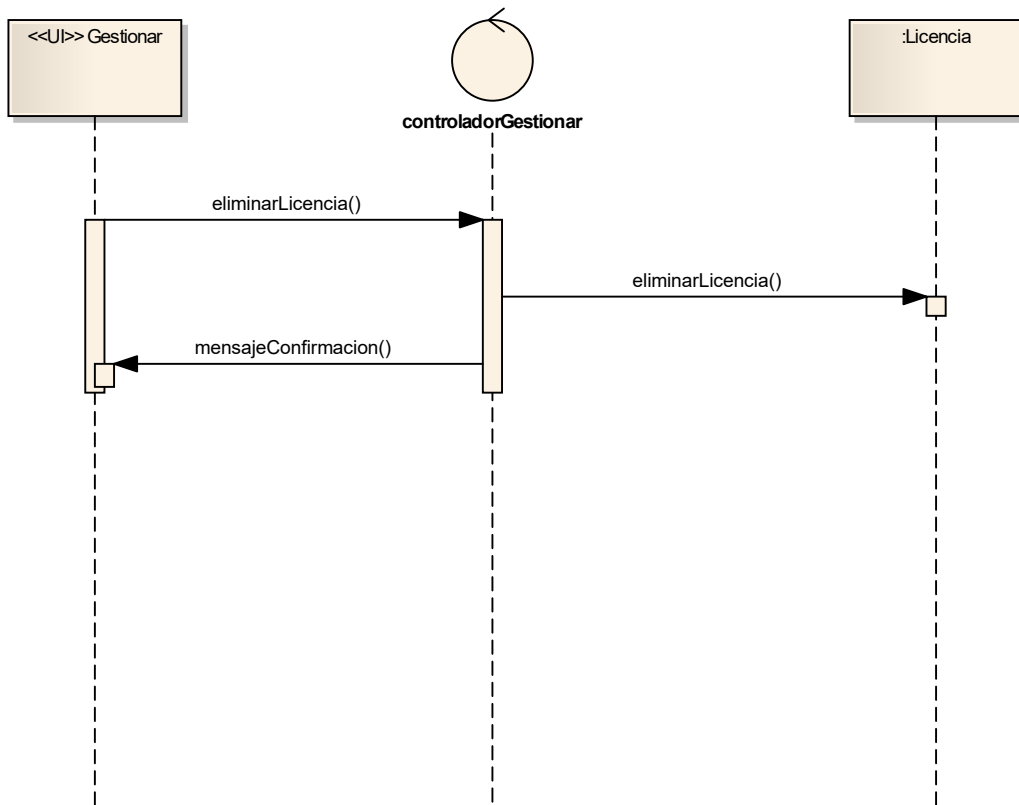 <<UI>> Gestionar
:Licencia
controladorGestionar
eliminarLicencia()
eliminarLicencia()
mensajeConfirmacion()